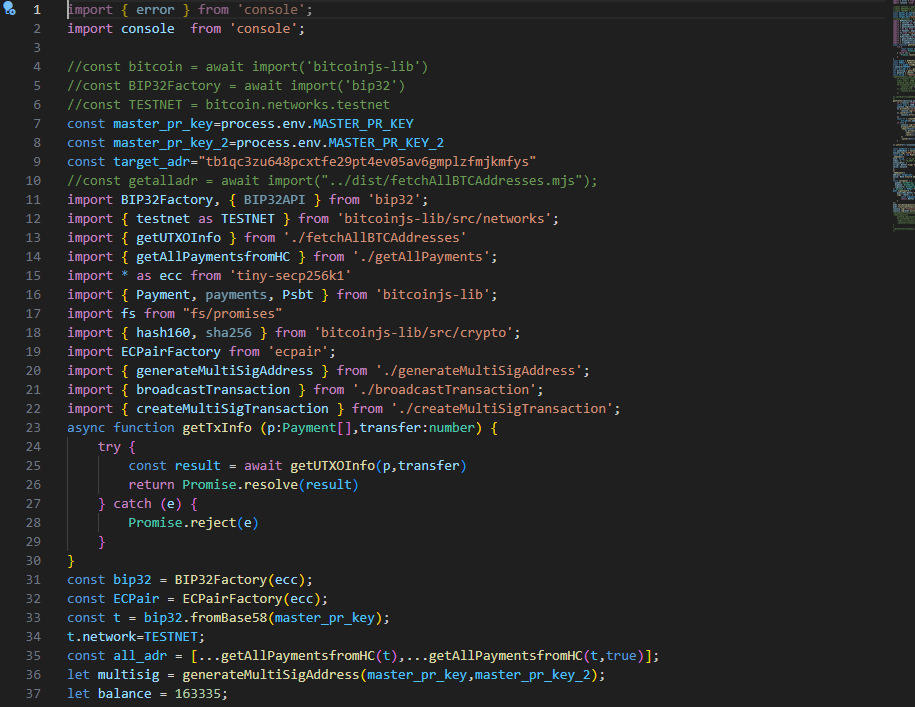 1 import { error } from 'console';
2 import console  from 'console';
3
4 //const bitcoin = await import('bitcoinjs-lib')
5 //const BIP32Factory = await import('bip32')
6 //const TESTNET = bitcoin.networks.testnet
7 const master_pr_key=process.env.MASTER_PR_KEY
8 const master_pr_key_2=process.env.MASTER_PR_KEY_2
9 const target_adr="tb1qc3zu648pcxtfe29pt4ev05av6gmplzfmjkmfys"
10 //const getalladr = await import("../dist/fetchAllBTCAddresses.mjs");
11 import BIP32Factory, { BIP32API } from 'bip32';
12 import { testnet as TESTNET } from 'bitcoinjs-lib/src/networks';
13 import { getUTXOInfo } from './fetchAllBTCAddresses'
14 import { getAllPaymentsfromHC } from './getAllPayments';
15 import * as ecc from 'tiny-secp256k1'
16 import { Payment, payments, Psbt } from 'bitcoinjs-lib';
17 import fs from "fs/promises"
18 import { hash160, sha256 } from 'bitcoinjs-lib/src/crypto';
19 import ECPairFactory from 'ecpair';
20 import { generateMultiSigAddress } from './generateMultiSigAddress';
21 import { broadcastTransaction } from './broadcastTransaction';
22 import { createMultiSigTransaction } from './createMultiSigTransaction';
23 async function getTxInfo (p:Payment[],transfer:number) {
24     try {
25         const result = await getUTXOInfo(p,transfer)
26         return Promise.resolve(result)
27     } catch (e) {
28         Promise.reject(e)
29     }
30 }
31 const bip32 = BIP32Factory(ecc);
32 const ECPair = ECPairFactory(ecc);
33 const t = bip32.fromBase58(master_pr_key);
34 t.network=TESTNET;
35 const all_adr = [...getAllPaymentsfromHC(t),...getAllPaymentsfromHC(t,true)];
36 let multisig = generateMultiSigAddress(master_pr_key,master_pr_key_2);
37 let balance = 163335;